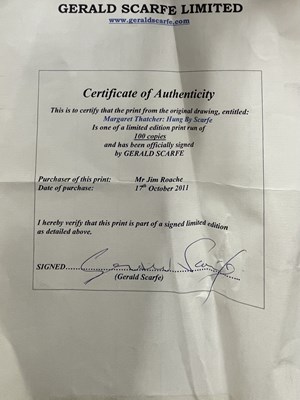 GERALD SCARFE LIMITED
www.geraldscarfe.com
Certificate of Authenticity
This is to certify that the print from the original drawing, entitled:
Margaret Thatcher: Hung By Scarfe
Is one of a limited edition print run of
100 copies
and has been officially signed
by GERALD SCARFE
Purchaser of this print: Mr Jim Roache
Date of purchase: 17th October 2011
I hereby verify that this print is part of a signed limited edition
as detailed above.
SIGNED Gerald Scarfe
(Gerald Scarfe)